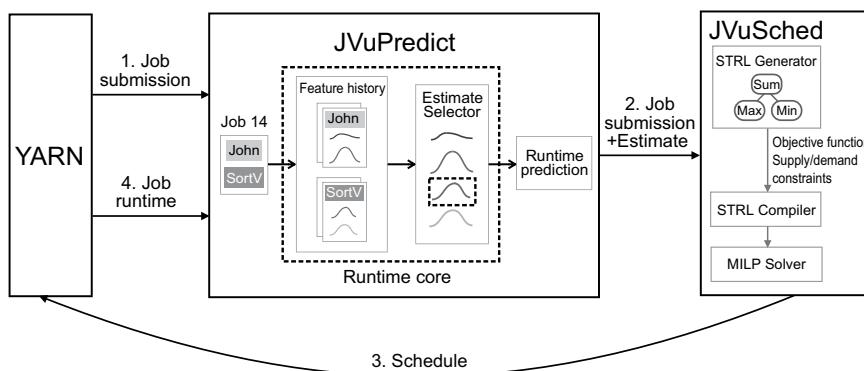 YARN
1. Job
submission
4. Job
runtime
JVuPredict
Job 14
John
SortV
Feature history
John
SortV
Estimate
Selector
Runtime
prediction
Runtime core
2. Job
submission
+Estimate
JVuSched
STRL Generator
Sum
Max
Min
Objective function
Supply/demand
constraints
STRL Compiler
MILP Solver
3. Schedule